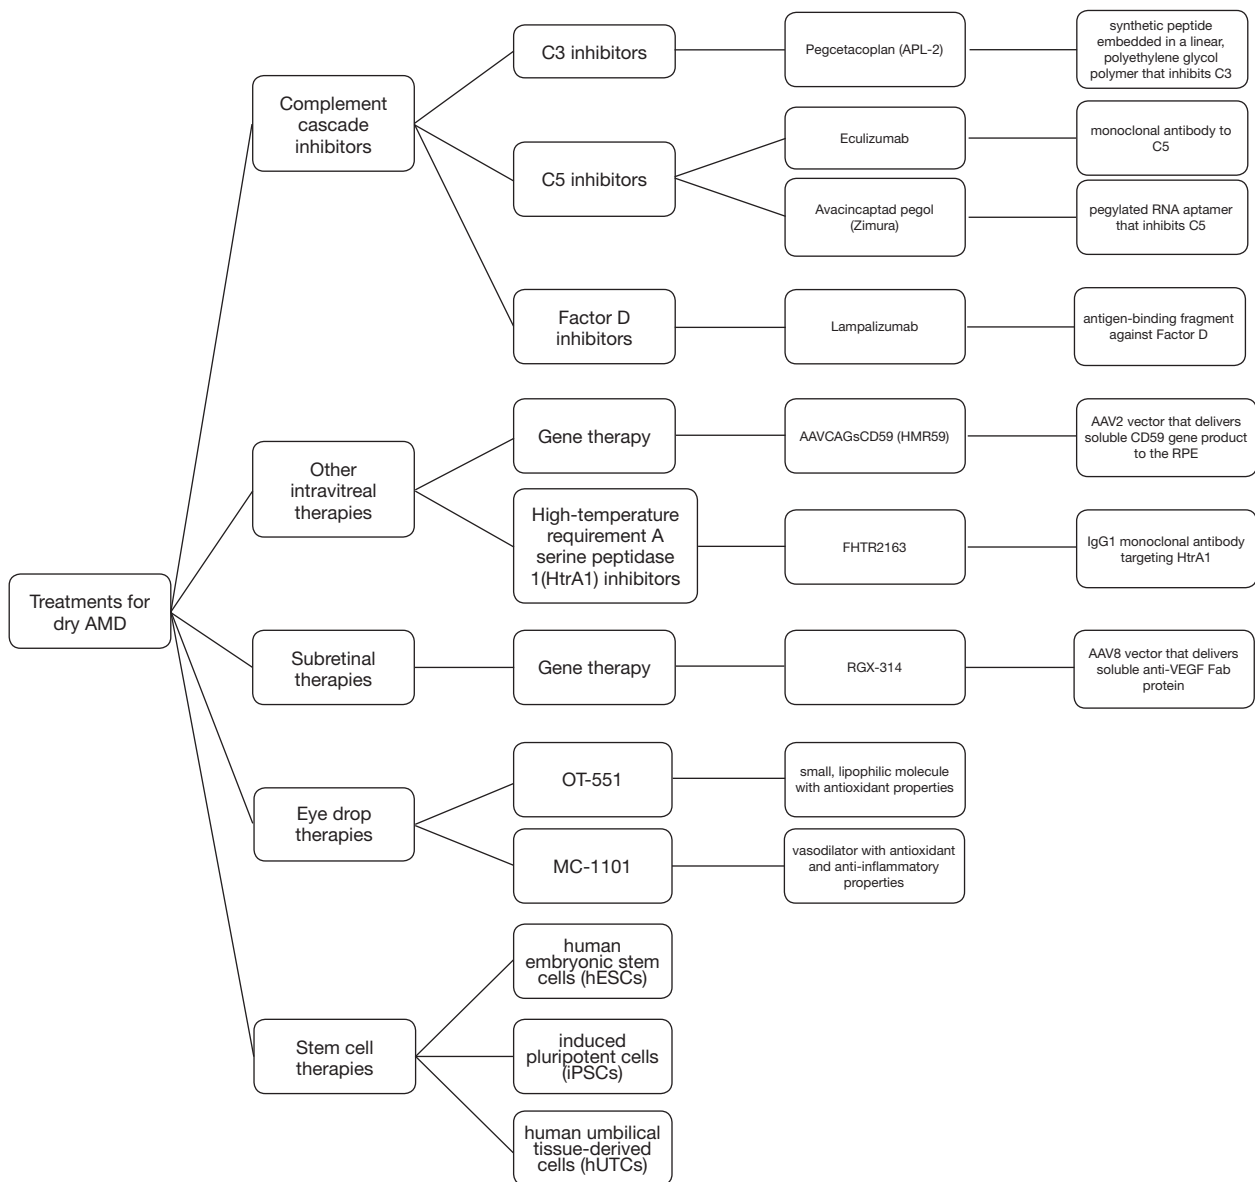 Treatments for
dry AMD
Complement
cascade
inhibitors
C3 inhibitors
Pegcetacoplan (APL-2)
synthetic peptide
embedded in a linear,
polyethylene glycol
polymer that inhibits C3
C5 inhibitors
Eculizumab
monoclonal antibody to
C5
Avacincaptad pegol
(Zimura)
pegylated RNA aptamer
that inhibits C5
Factor D
inhibitors
Lampalizumab
antigen-binding fragment
against Factor D
Other
intravitreal
therapies
Gene therapy
AAVCAGsCD59 (HMR59)
AAV2 vector that delivers
soluble CD59 gene product
to the RPE
High-temperature
requirement A
serine peptidase
1(HtrA1) inhibitors
FHTR2163
IgG1 monoclonal antibody
targeting HtrA1
Subretinal
therapies
Gene therapy
RGX-314
AAV8 vector that delivers
soluble anti-VEGF Fab
protein
Eye drop
therapies
OT-551
small, lipophilic molecule
with antioxidant properties
MC-1101
vasodilator with antioxidant
and anti-inflammatory
properties
Stem cell
therapies
human
embryonic stem
cells (hESCs)
induced
pluripotent cells
(iPSCs)
human umbilical
tissue-derived
cells (hUTCs)